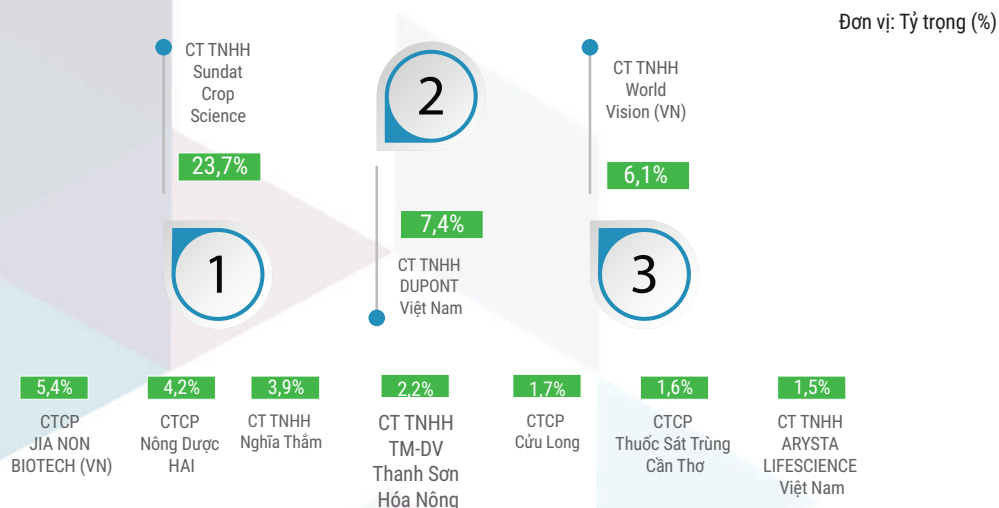 Đơn vị: Tỷ trọng (%)
CT TNHH
Sundat
Crop
Science
23,7%
1
2
7,4%
CT TNHH
DUPONT
Việt Nam
CT TNHH
World
Vision (VN)
6,1%
3
5,4%
CTCP
JIA NON
BIOTECH (VN)
4,2%
CTCP
Nông Dược
HAI
3,9%
CT TNHH
Nghĩa Thắm
2,2%
CT TNHH
TM-DV
Thanh Sơn
Hóa Nông
1,7%
CTCP
Cửu Long
1,6%
CTCP
Thuốc Sát Trùng
Cần Thơ
1,5%
CT TNHH
ARYSTA
LIFESCIENCE
Việt Nam